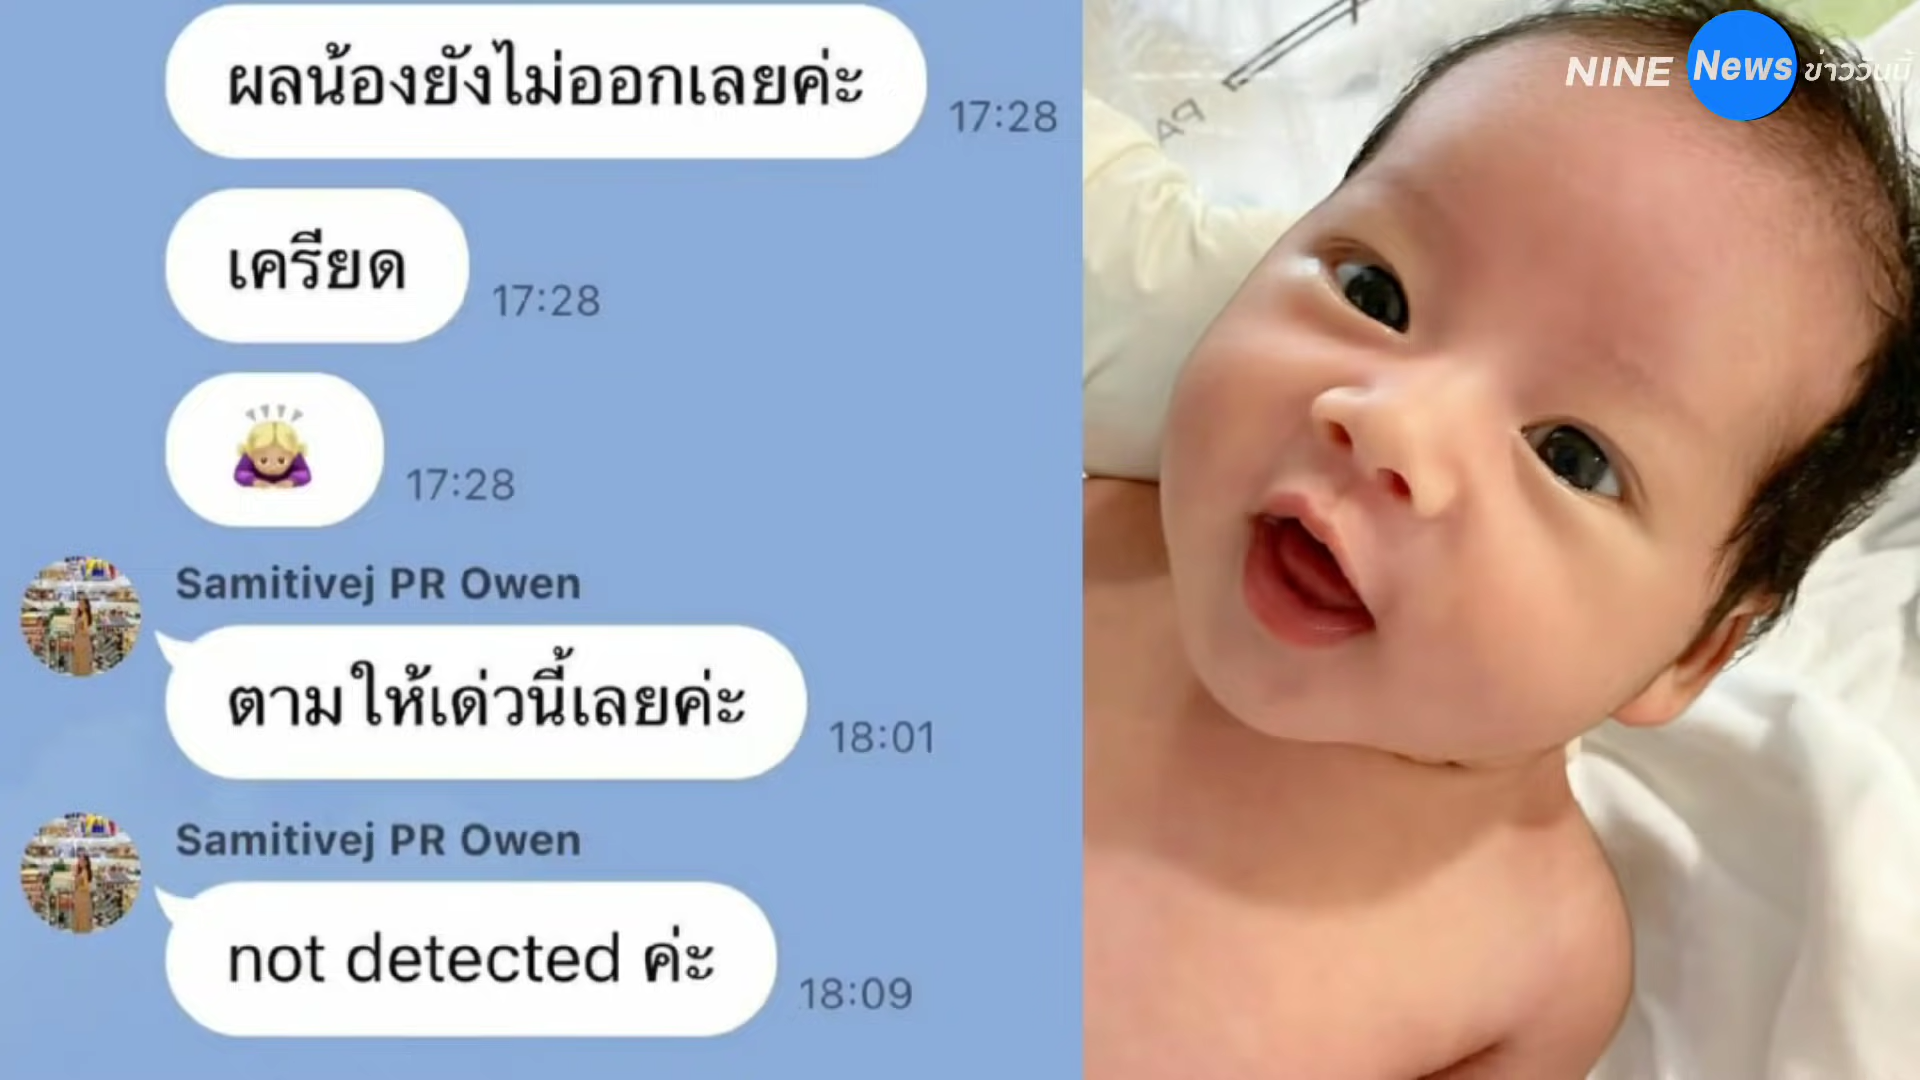 ผลน้องยังไม่ออกเลยค่ะ
17:28
เครียด
17:28
17:28
Samitivej PR Owen
ตามให้เด่วนี้เลยค่ะ
18:01
Samitivej PR Owen
not detected ค่ะ
18:09
NINE News ข่าววันนี้